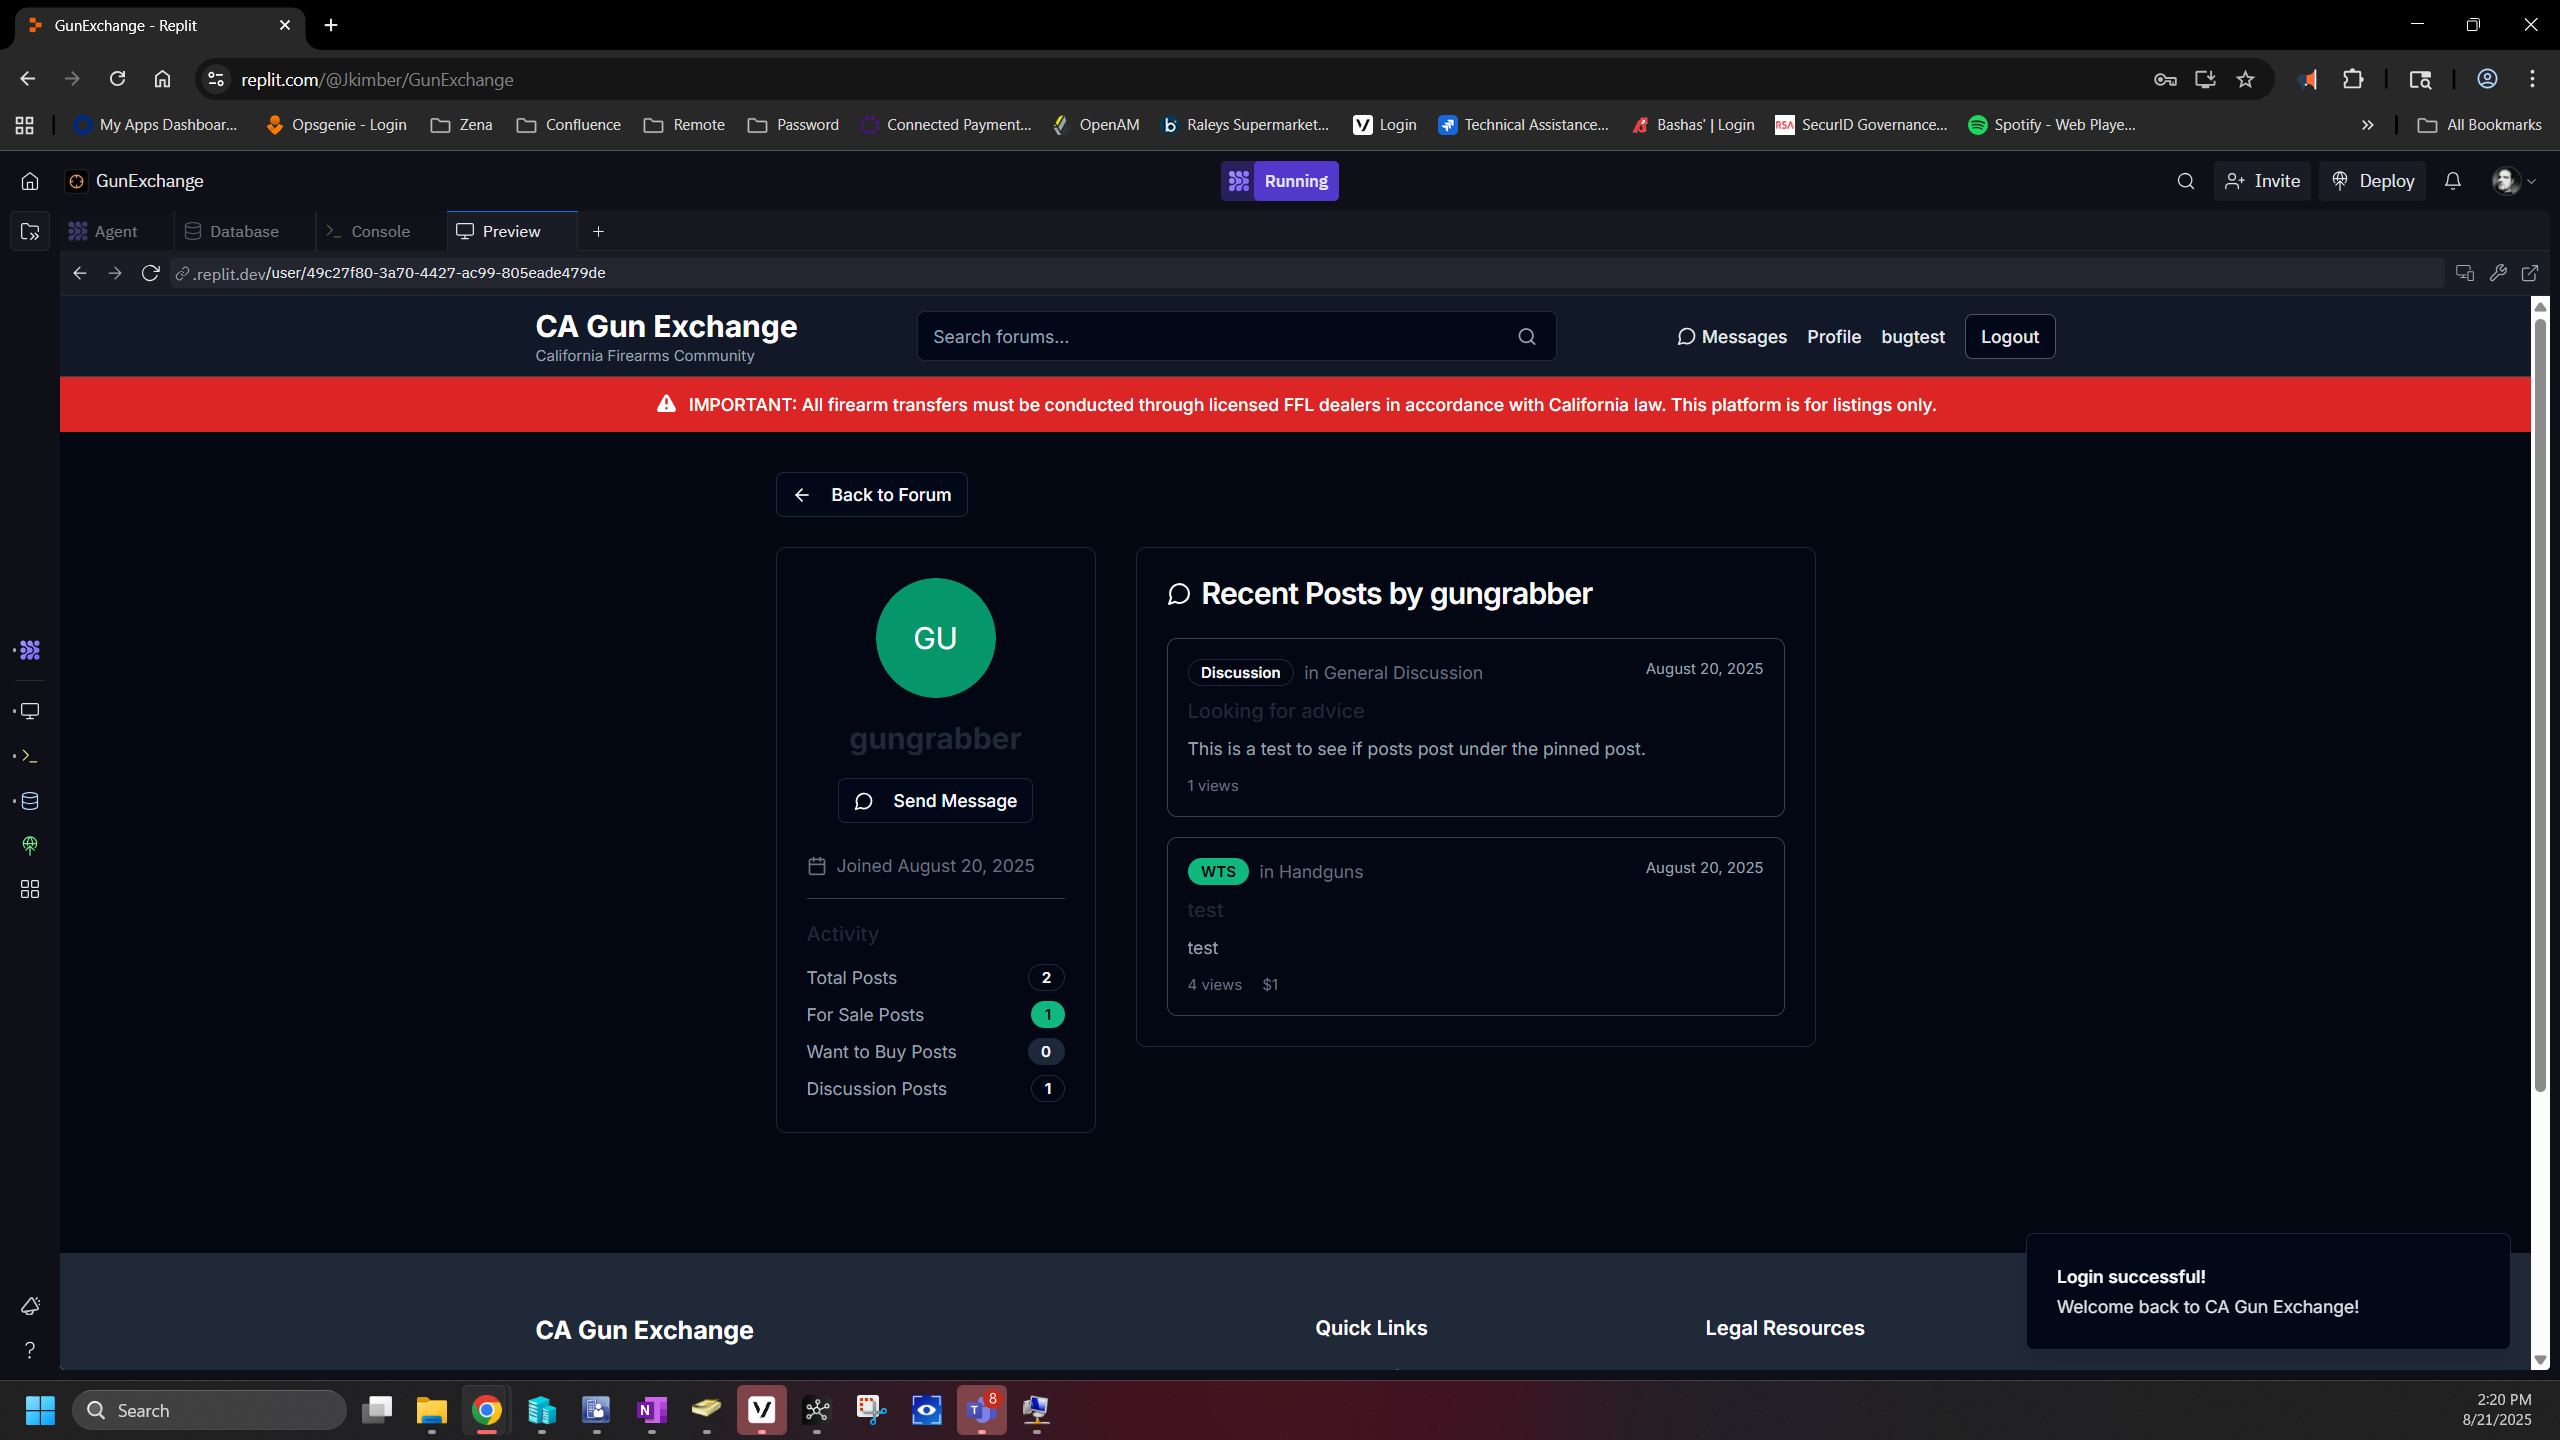 GunExchange - Replit
replit.com/@Jkimber/GunExchange
My Apps Dashboar...
Opsgenie - Login
Zena
Confluence
Remote
Password
Connected Payment...
OpenAM
Raleys Supermarket...
Login
Technical Assistance...
Bashas' | Login
RSA
SecurID Governance...
Spotify - Web Playe...
All Bookmarks
GunExchange
Running
Invite
Deploy
Agent
Database
Console
Preview
.replit.dev/user/49c27f80-3a70-4427-ac99-805eade479de
CA Gun Exchange
California Firearms Community
Search forums...
Messages
Profile
bugtest
Logout
IMPORTANT: All firearm transfers must be conducted through licensed FFL dealers in accordance with California law. This platform is for listings only.
Back to Forum
GU
gungrabber
Send Message
Joined August 20, 2025
Activity
Total Posts 2
For Sale Posts 1
Want to Buy Posts 0
Discussion Posts 1
Recent Posts by gungrabber
Discussion in General Discussion August 20, 2025
Looking for advice
This is a test to see if posts post under the pinned post.
1 views
WTS in Handguns August 20, 2025
test
test
4 views $1
CA Gun Exchange
Quick Links
Legal Resources
Login successful!
Welcome back to CA Gun Exchange!
Search
8
2:20 PM
8/21/2025